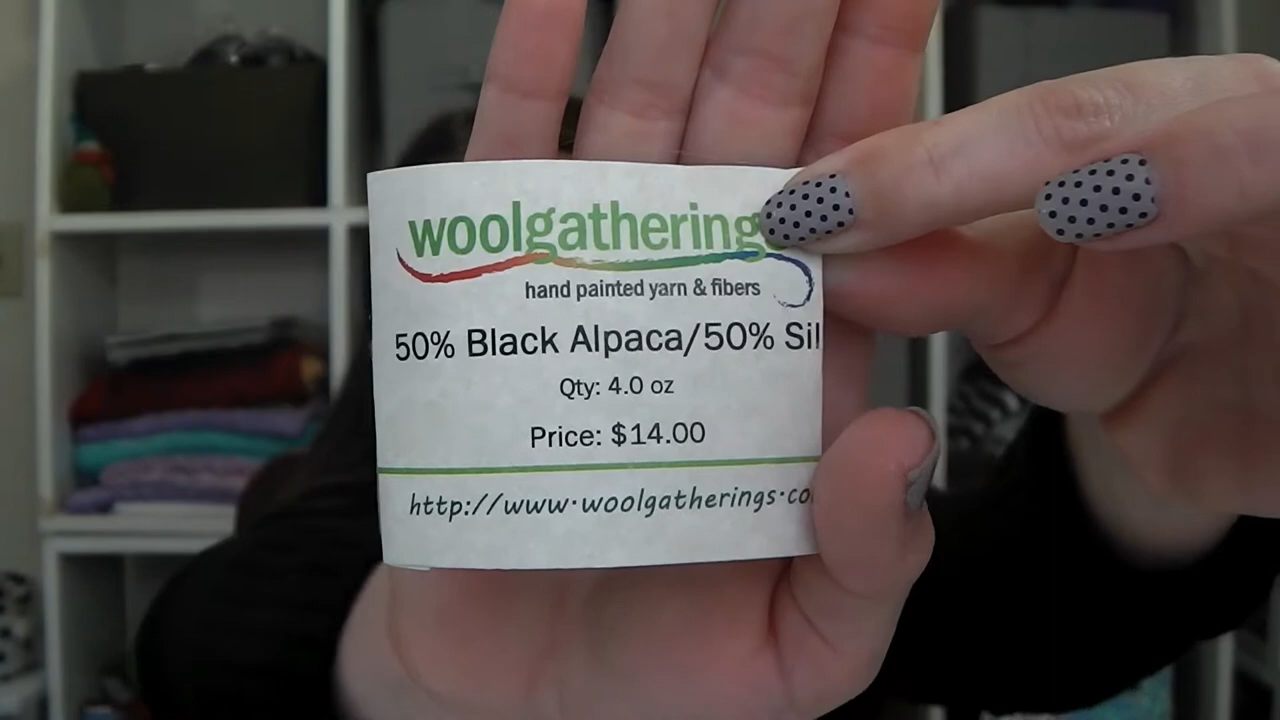 woolgatherings
hand painted yarn & fibers
50% Black Alpaca/50% Sil
Qty: 4.0 oz
Price: $14.00
http://www.woolgatherings.co